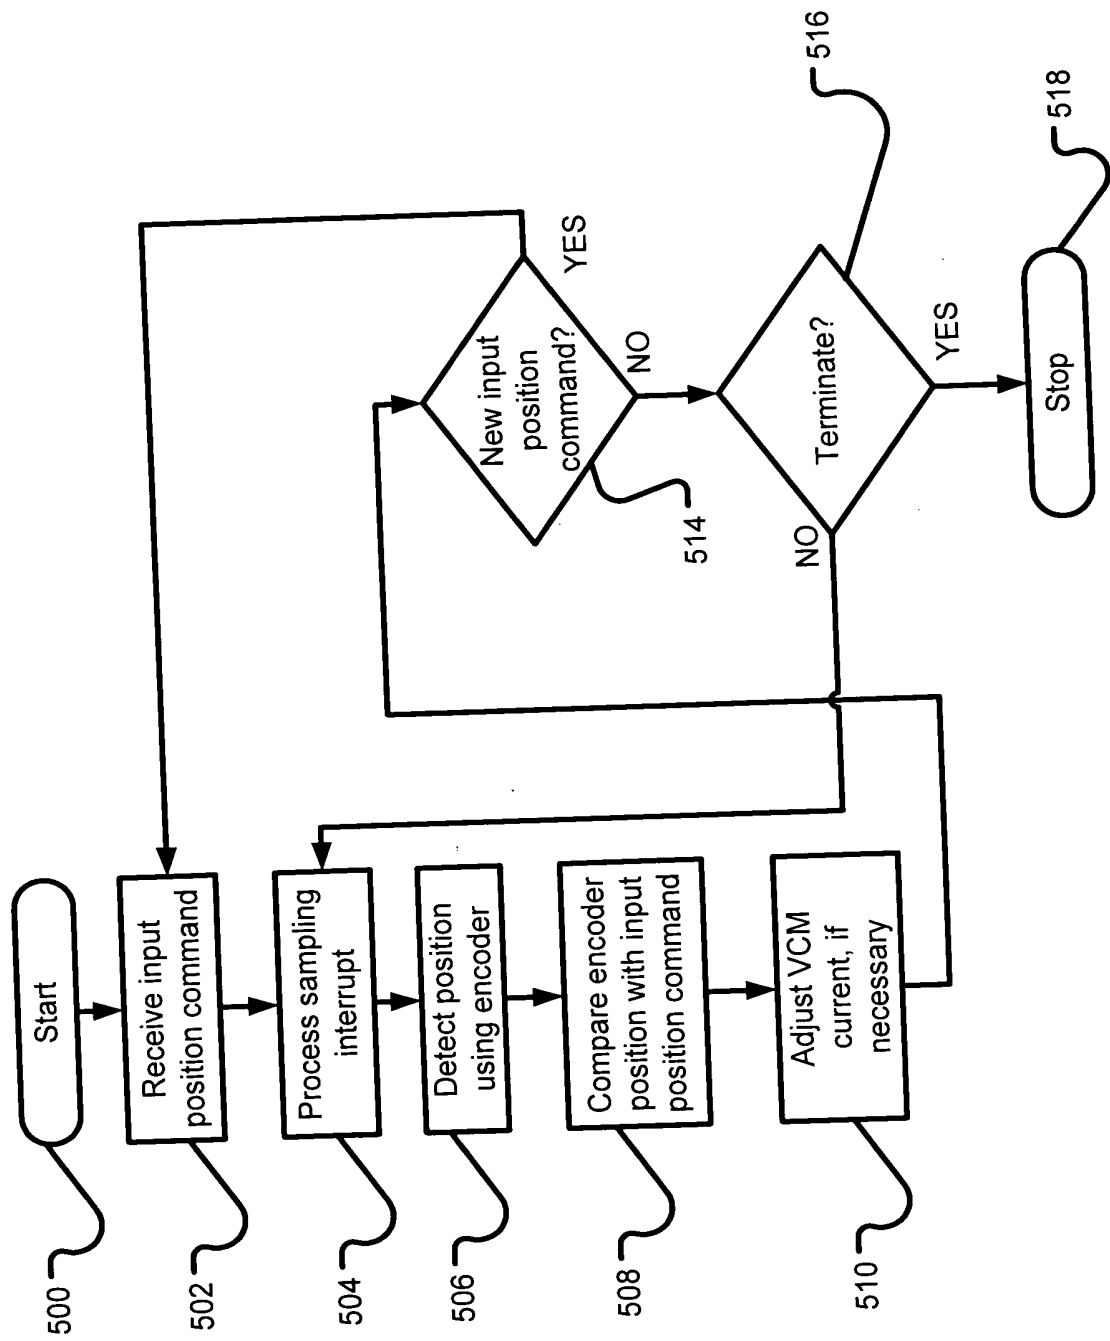 500
Start
502
Receive input
position command
504
Process sampling
interrupt
506
Detect position
using encoder
508
Compare encoder
position with input
position command
510
Adjust VCM
current, if
necessary
New input
position
command?
YES
NO
514
Terminate?
NO
YES
516
Stop
518